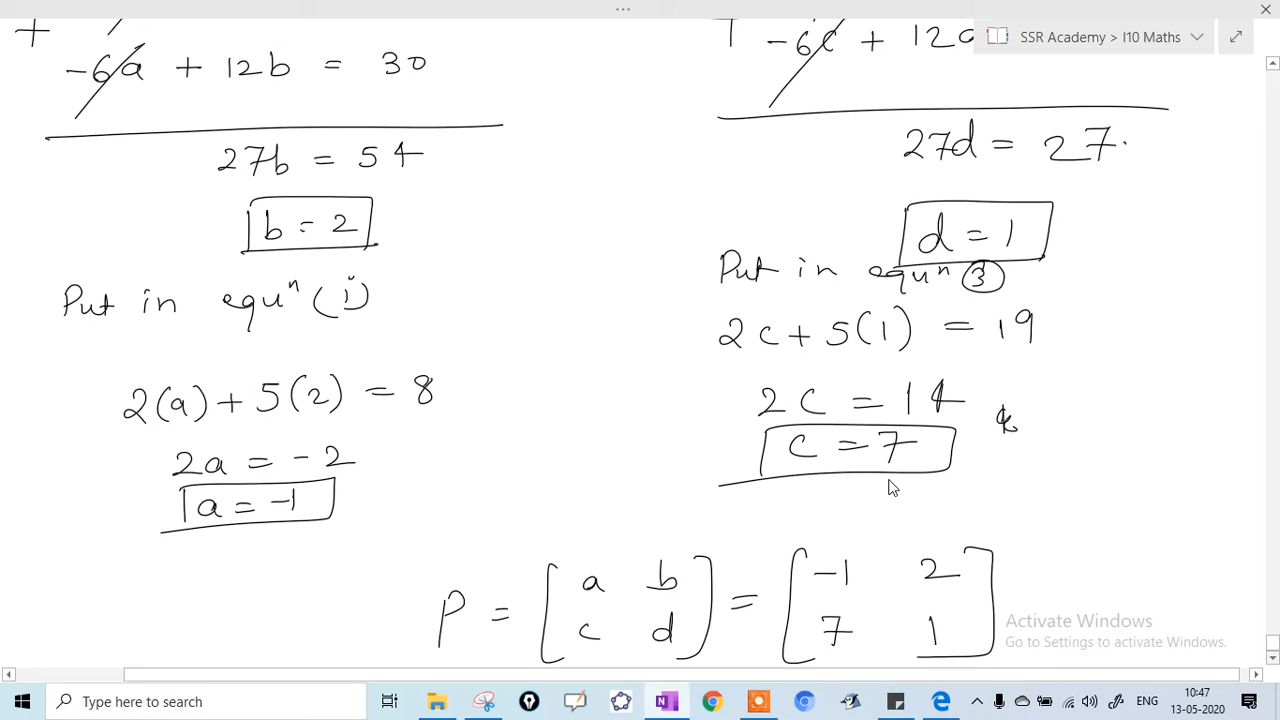 SSR Academy > I10 Maths
+
-6a + 12b = 30
27b = 54
b = 2
Put in equⁿ (i)
2(a) + 5(2) = 8
2a = -2
a = -1
-6c + 12d
27d = 27.
d = 1
Put in equⁿ ③
2c + 5(1) = 19
2c = 14
c = 7
P = [ a b ] = [ -1 2 ]
c d 7 1
Activate Windows
Go to Settings to activate Windows.
Type here to search
ENG
10:47
13-05-2020